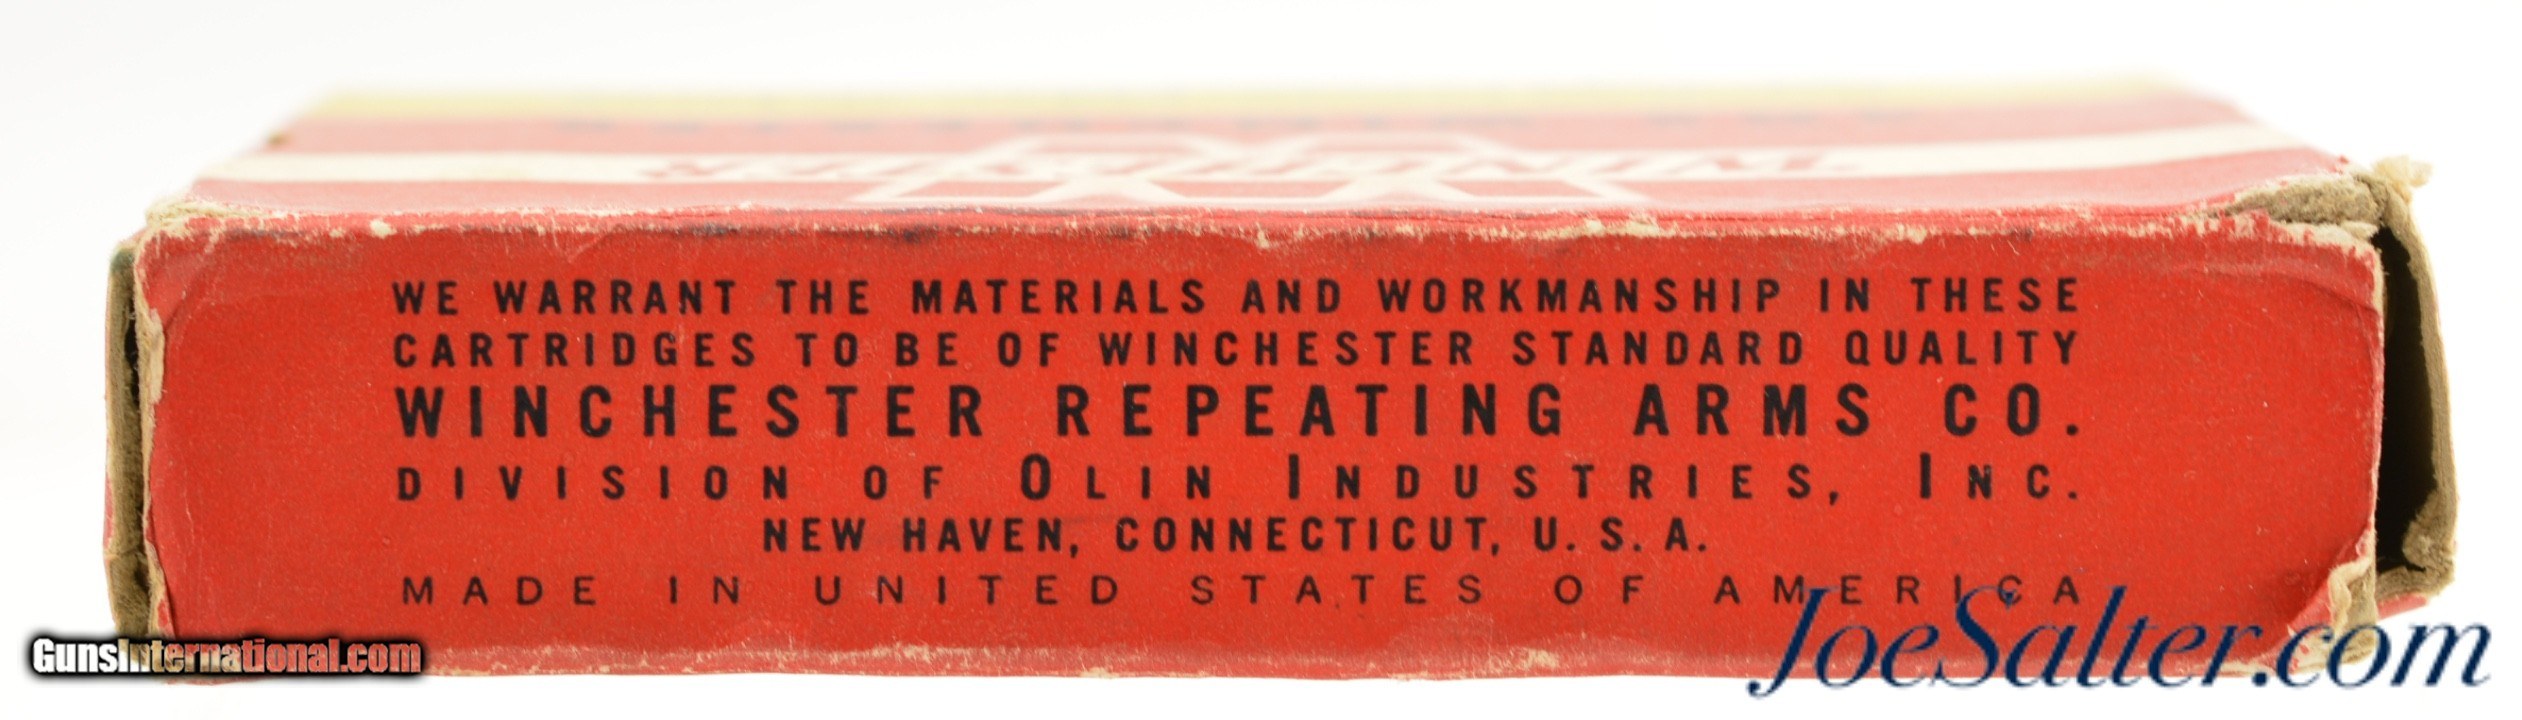 WE WARRANT THE MATERIALS AND WORKMANSHIP IN THESE
CARTRIDGES TO BE OF WINCHESTER STANDARD QUALITY
WINCHESTER REPEATING ARMS CO.
DIVISION OF OLIN INDUSTRIES, INC.
NEW HAVEN, CONNECTICUT, U. S. A.
MADE IN UNITED STATES OF AMERICA
GunsInternational.com
JoeSalter.com